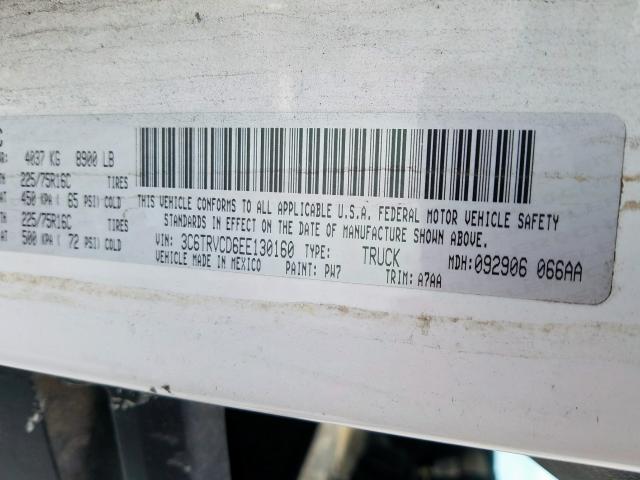 C
4037 KG 8900 LB
225/75R16C TIRES
AT 450 KPA ( 65 PSI) COLD
225/75R16C TIRES
AT 500 KPA ( 72 PSI) COLD
THIS VEHICLE CONFORMS TO ALL APPLICABLE U.S.A. FEDERAL MOTOR VEHICLE SAFETY
STANDARDS IN EFFECT ON THE DATE OF MANUFACTURE SHOWN ABOVE.
VIN: 3C6TRVCD6EE130160 TYPE: TRUCK MDH:092906 066AA
VEHICLE MADE IN MEXICO PAINT: PW7 TRIM: A7AA